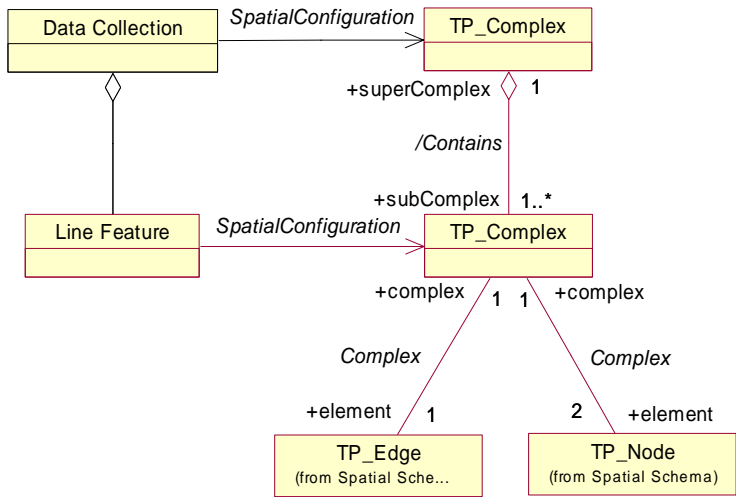 Data Collection
SpatialConfiguration
TP_Complex
+superComplex
1
/Contains
+subComplex
1..*
Line Feature
SpatialConfiguration
TP_Complex
+complex
1
1
+complex
Complex
Complex
+element
1
2
+element
TP_Edge
(from Spatial Sche...
TP_Node
(from Spatial Schema)